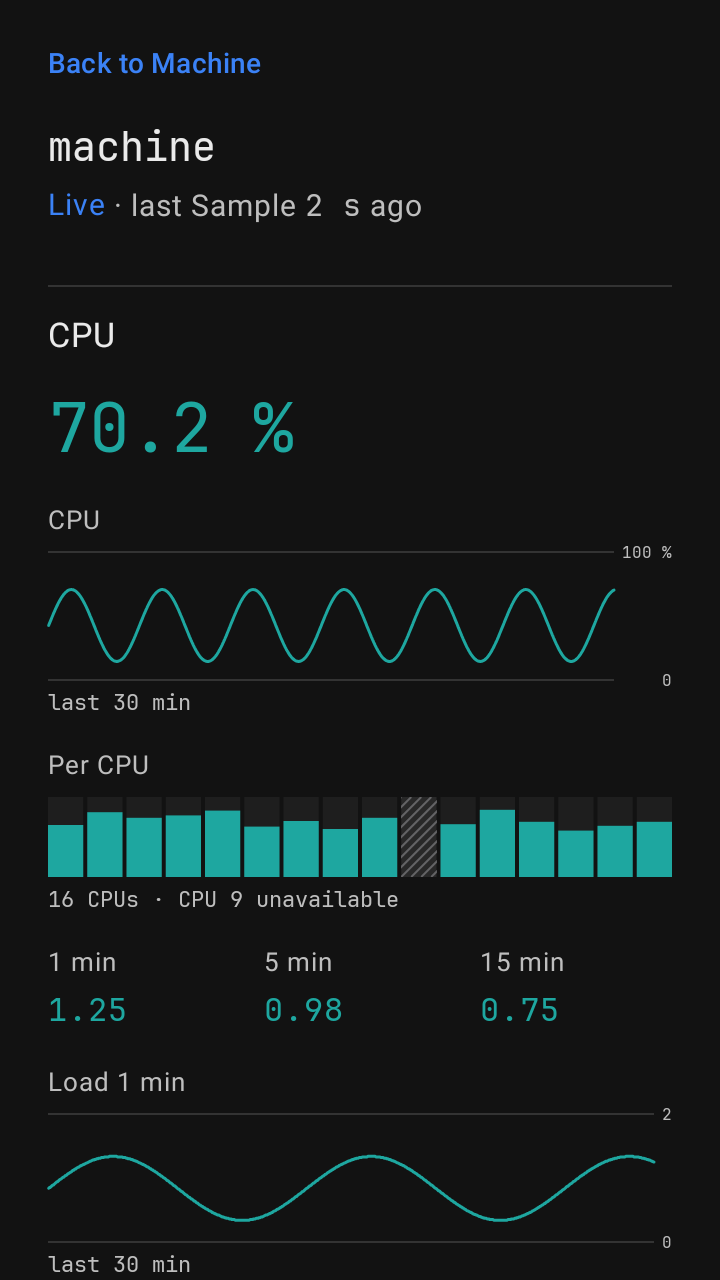 Back to Machine
machine
Live · last Sample 2 s ago
CPU
70.2 %
CPU
100 %
0
last 30 min
Per CPU
16 CPUs · CPU 9 unavailable
1 min 5 min 15 min
1.25 0.98 0.75
Load 1 min
2
0
last 30 min